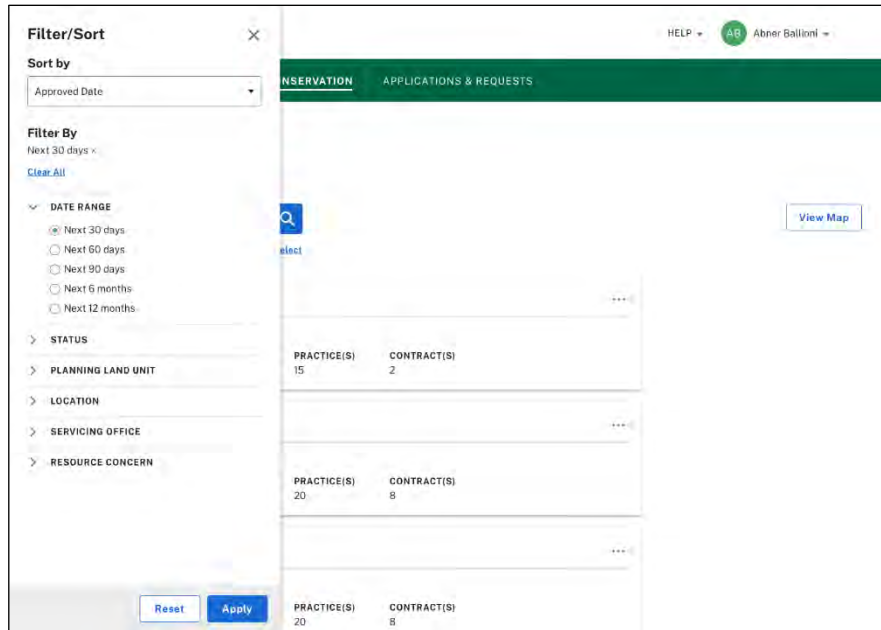 Filter/Sort
Sort by
Approved Date
Filter By
Next 30 days ×
Clear All
DATE RANGE
Next 30 days
Next 60 days
Next 90 days
Next 6 months
Next 12 months
STATUS
PLANNING LAND UNIT
LOCATION
SERVICING OFFICE
RESOURCE CONCERN
Reset Apply
HELP AB Abner Ballioni
NSERVATION APPLICATIONS & REQUESTS
View Map
elect
PRACTICE(S) CONTRACT(S)
15 2
PRACTICE(S) CONTRACT(S)
20 8
PRACTICE(S) CONTRACT(S)
20 8